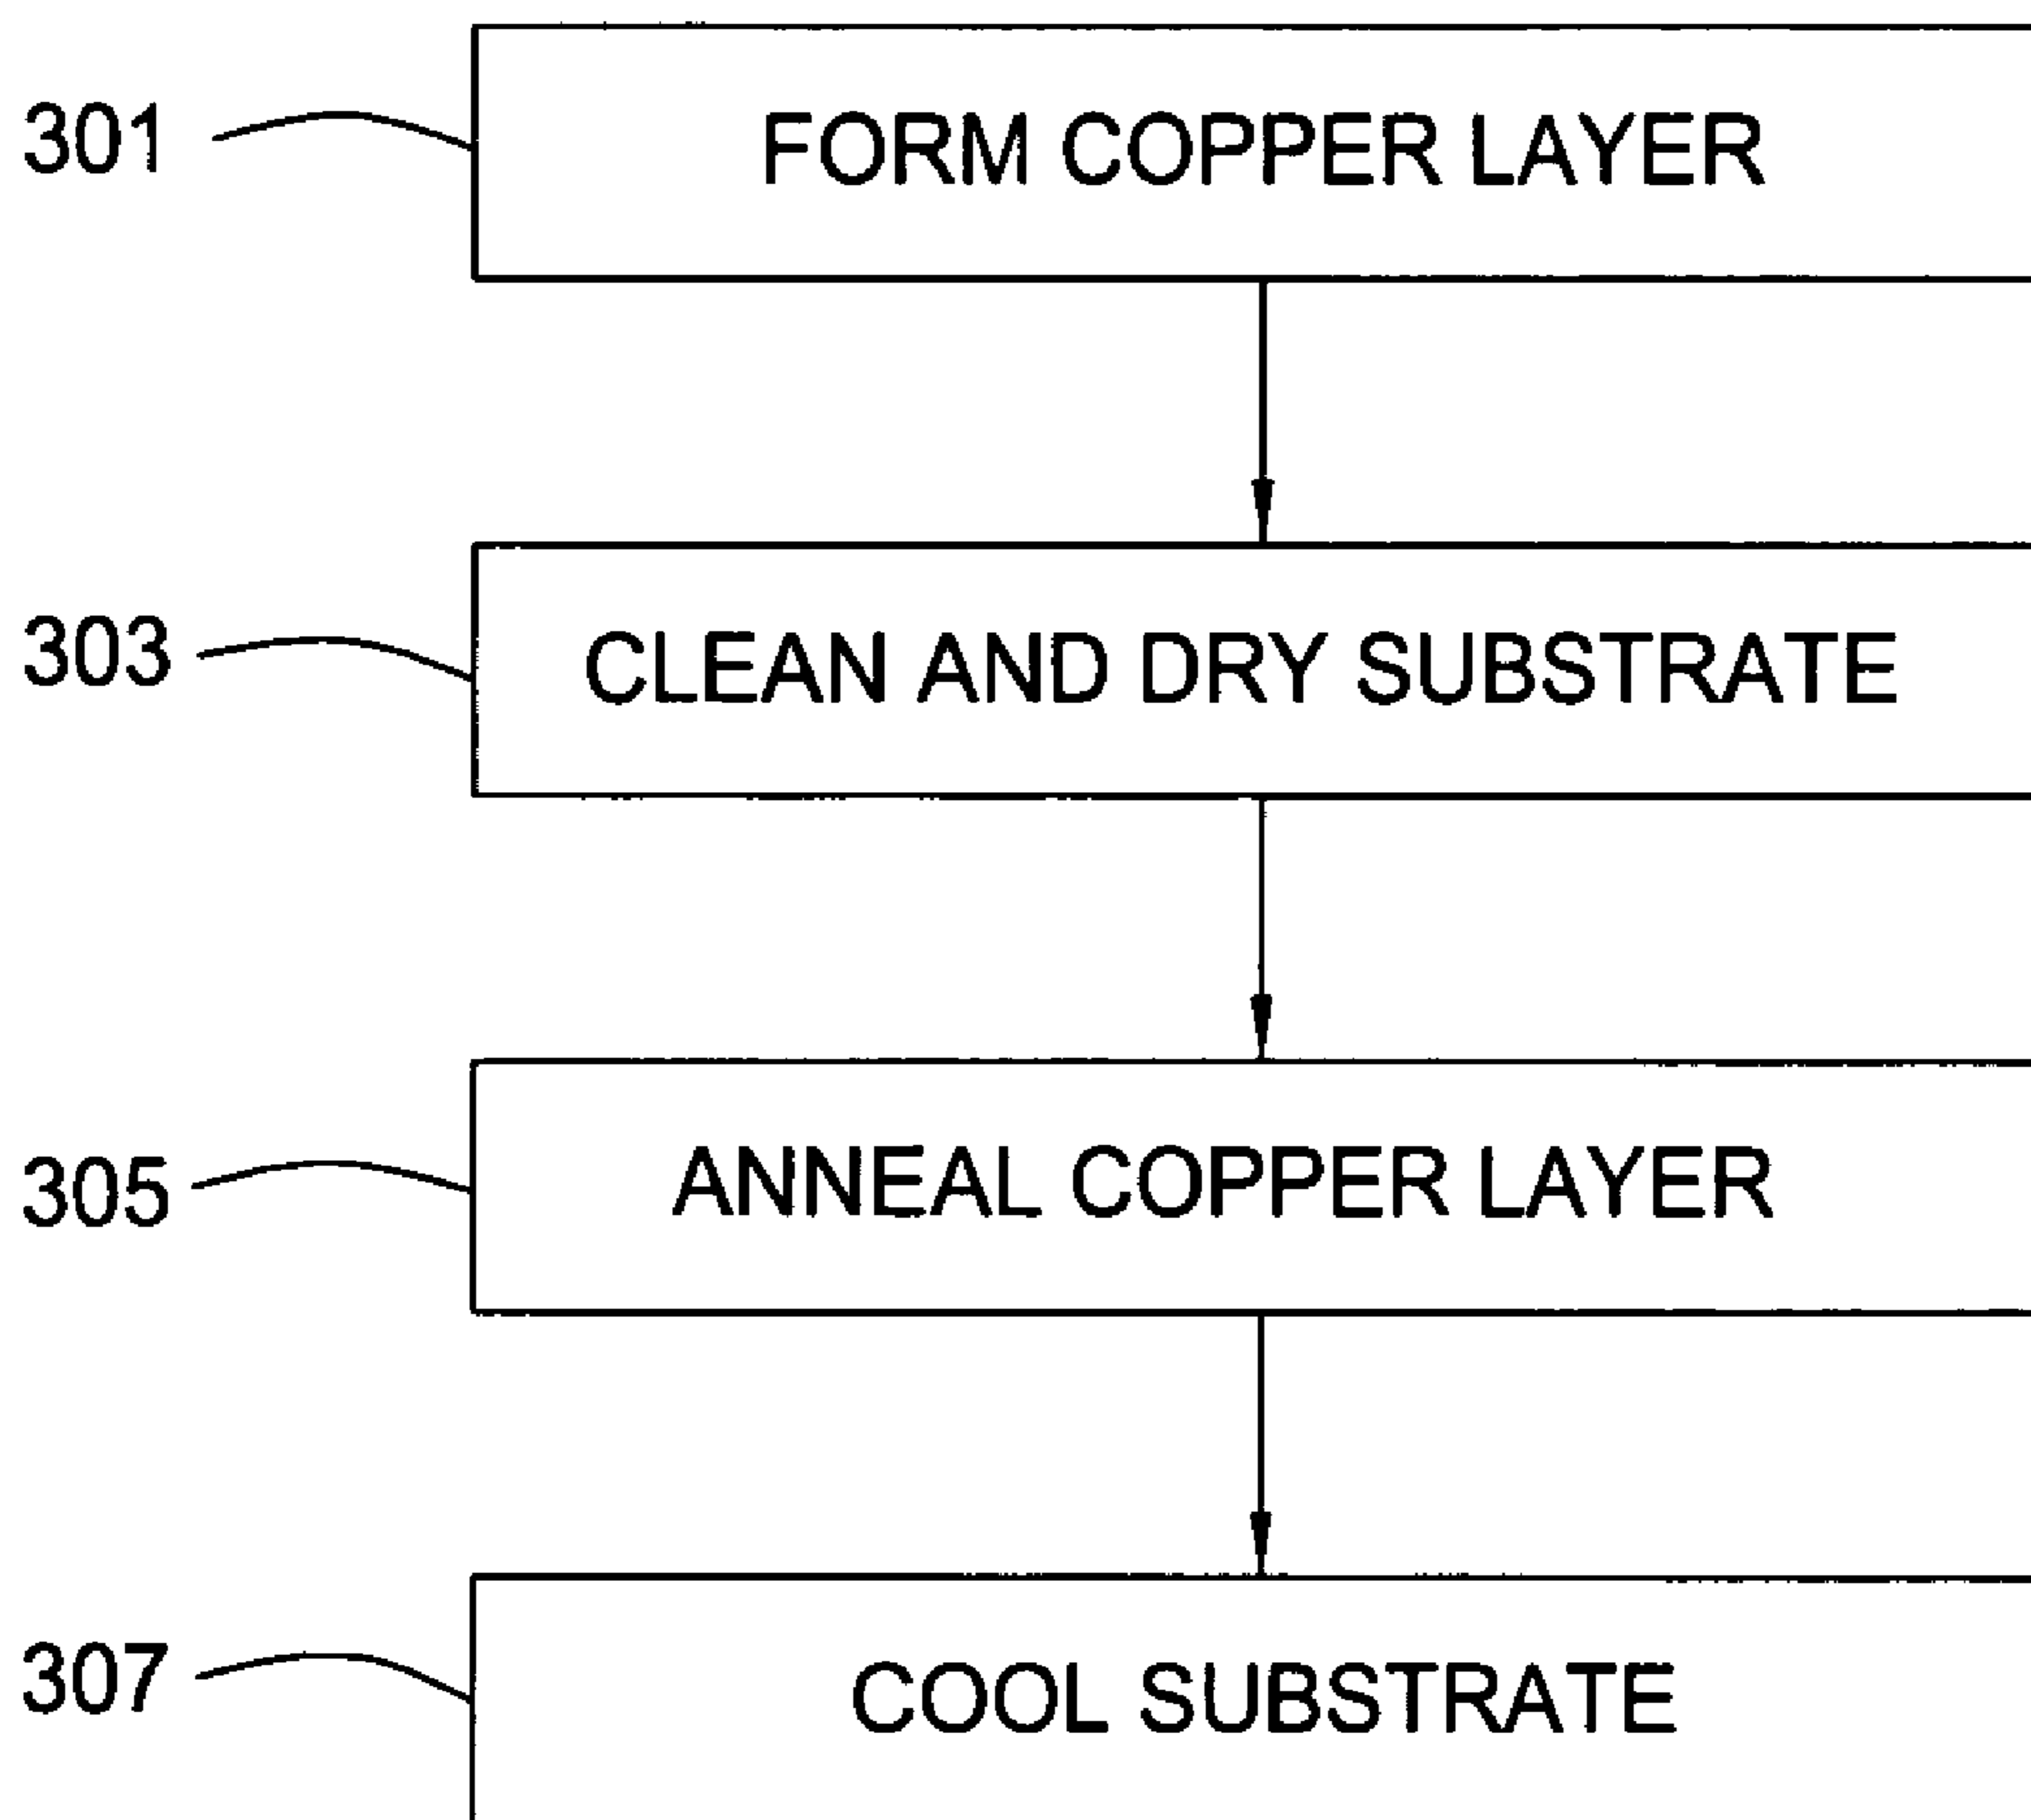 301 FORM COPPER LAYER
303 CLEAN AND DRY SUBSTRATE
305 ANNEAL COPPER LAYER
307 COOL SUBSTRATE